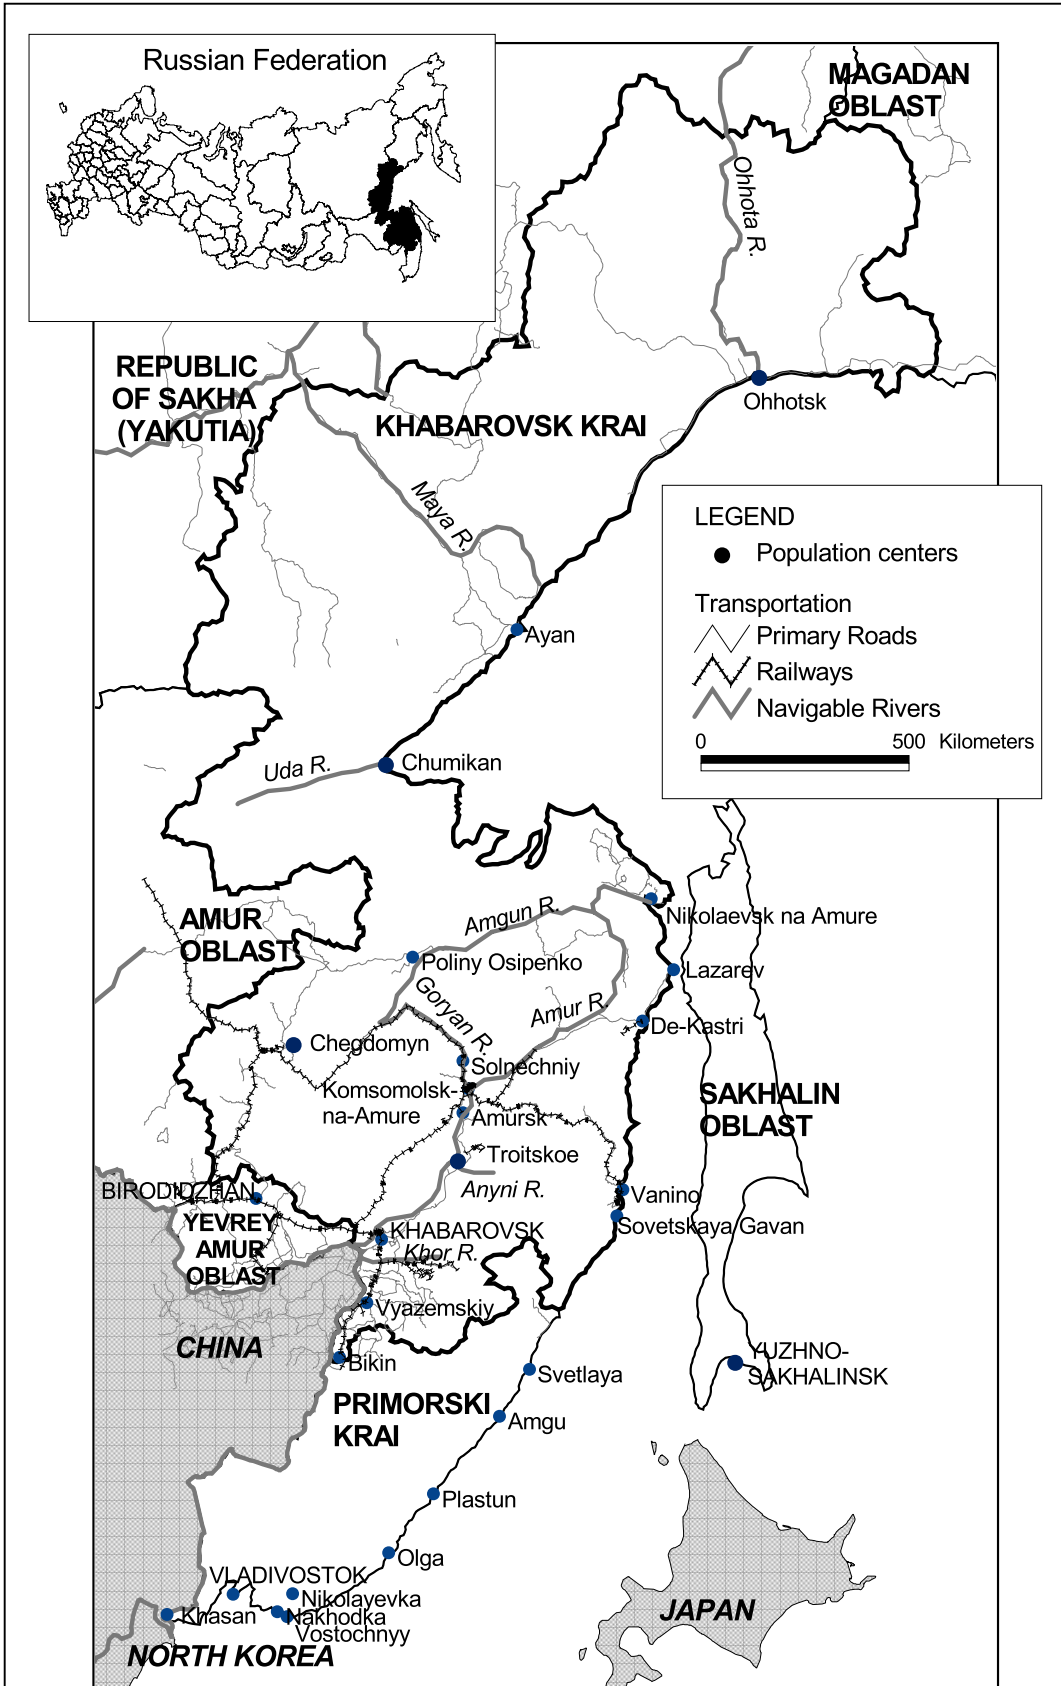 Russian Federation
MAGADAN
OBLAST
Ohhota R.
REPUBLIC
OF SAKHA
(YAKUTIA)
KHABAROVSK KRAI
Ohhotsk
Maya R.
LEGEND
Population centers
Transportation
Primary Roads
Railways
Navigable Rivers
0 500 Kilometers
Ayan
Uda R.
Chumikan
AMUR
OBLAST
Amgun R.
Nikolaevsk na Amure
Poliny Osipenko
Lazarev
Goryan R.
Amur R.
De-Kastri
Chegdomyn
Solnechniy
Komsomolsk-
na-Amure
Amursk
SAKHALIN
OBLAST
Troitskoe
Anyni R.
Vanino
Sovetskaya Gavan
BIRODIDZHAN
YEVREY
AMUR
OBLAST
KHABAROVSK
Khor R.
Vyazemskiy
CHINA
Bikin
YUZHNO-
SAKHALINSK
Svetlaya
PRIMORSKI
KRAI
Amgu
Plastun
Olga
VLADIVOSTOK
Nikolayevka
Khasan
Nakhodka
Vostochnyy
JAPAN
NORTH KOREA